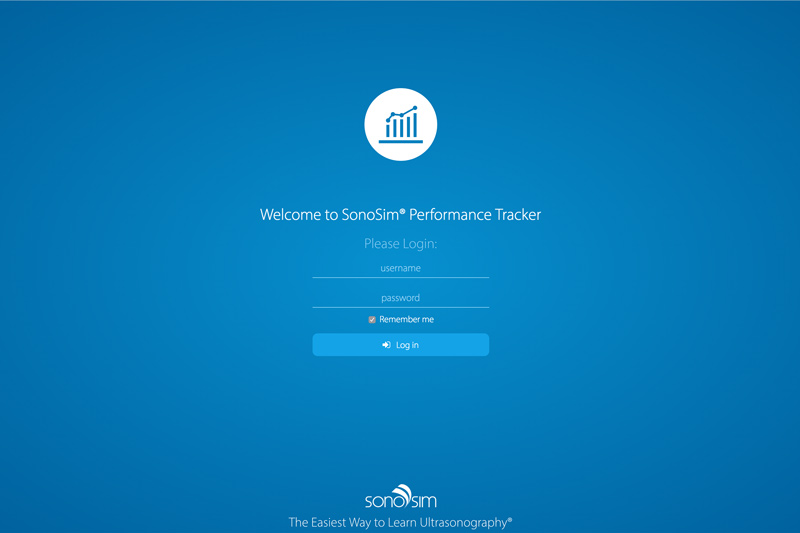 Welcome to SonoSim® Performance Tracker
Please Login:
username
password
Remember me
Log in
sonosim
The Easiest Way to Learn Ultrasonography®